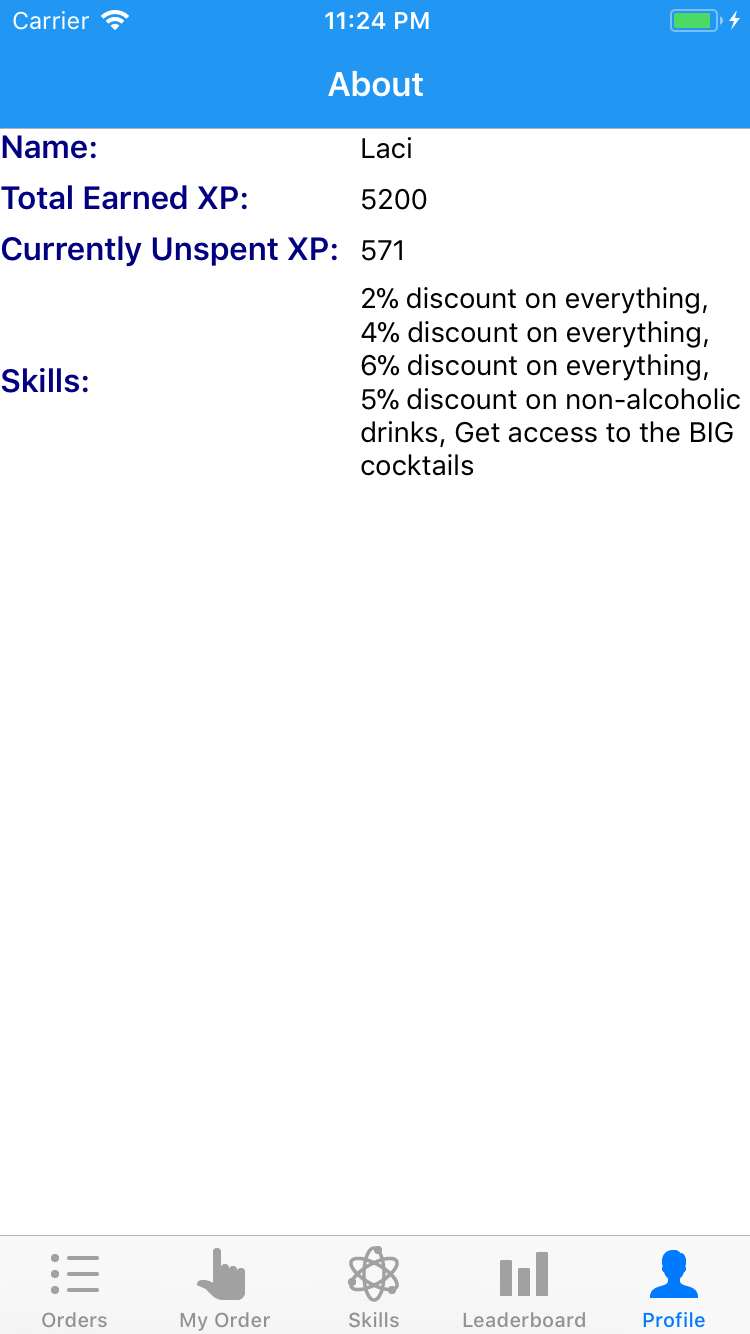 Carrier 11:24 PM
About
Name: Laci
Total Earned XP: 5200
Currently Unspent XP: 571
Skills: 2% discount on everything,
4% discount on everything,
6% discount on everything,
5% discount on non-alcoholic
drinks, Get access to the BIG
cocktails
Orders My Order Skills Leaderboard Profile